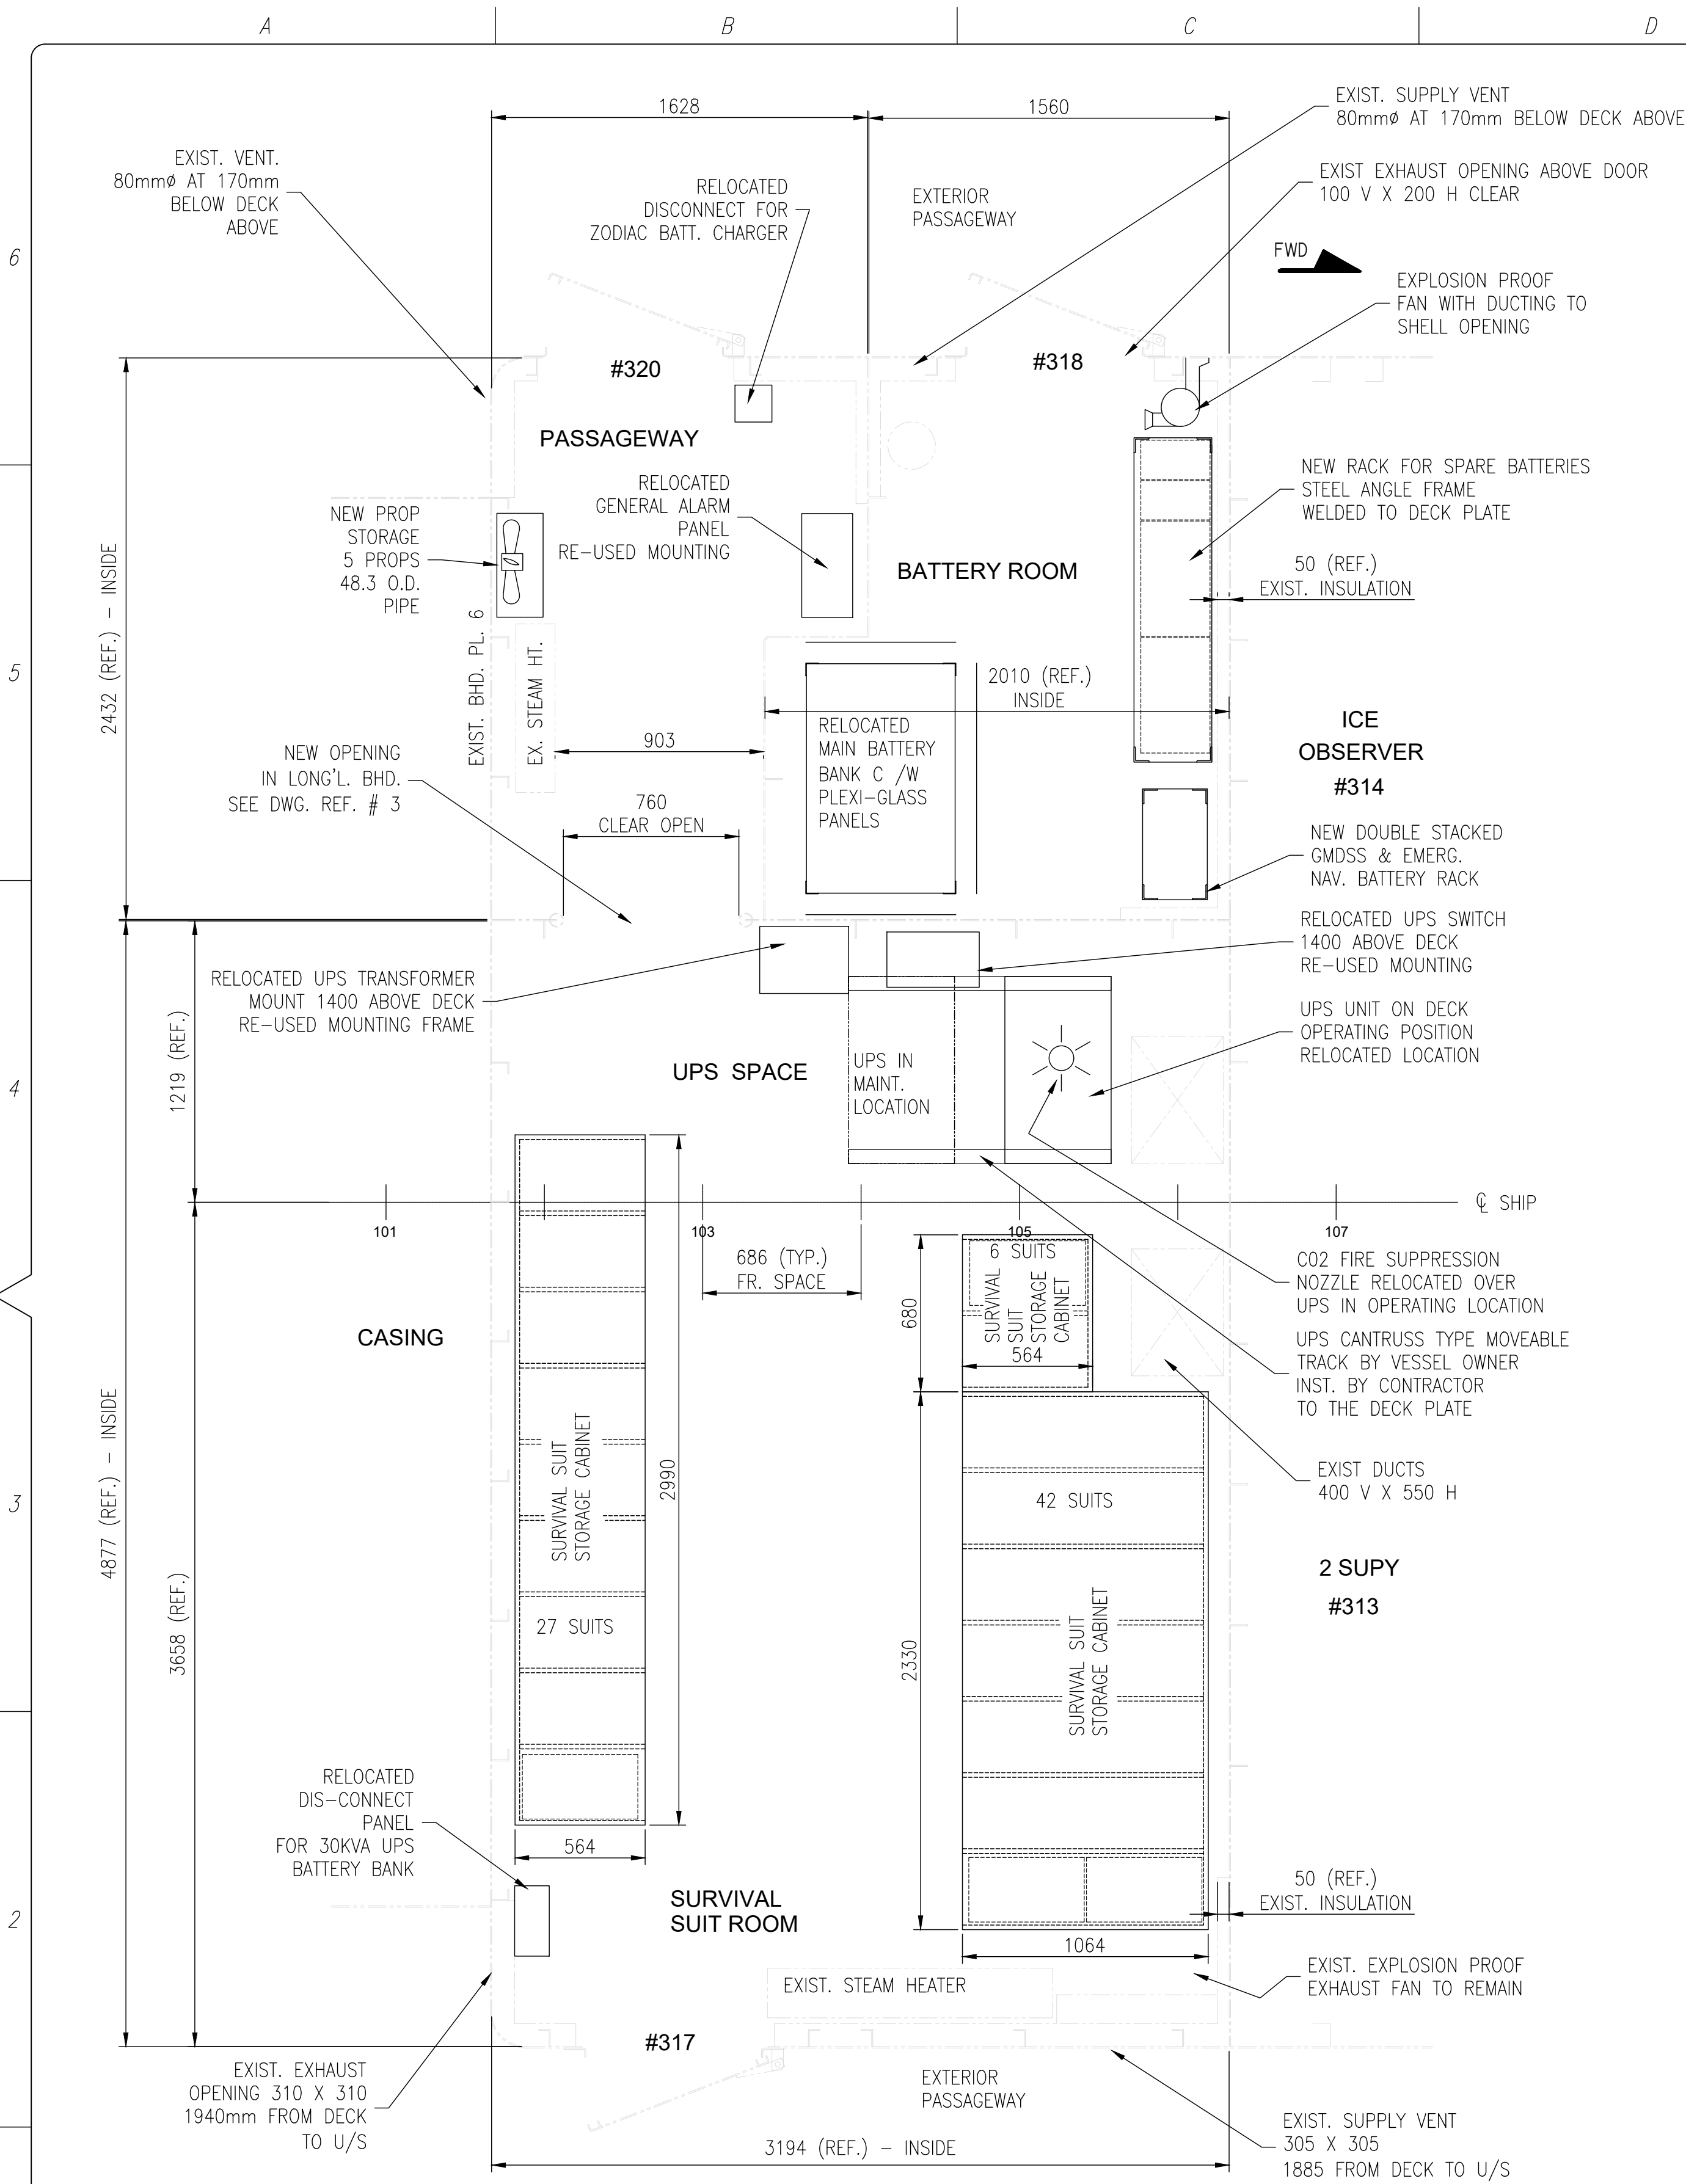 A
B
C
D
1628
1560
EXIST. SUPPLY VENT
80mmø AT 170mm BELOW DECK ABOVE
EXIST. VENT.
80mmø AT 170mm
BELOW DECK
ABOVE
RELOCATED
DISCONNECT FOR
ZODIAC BATT. CHARGER
EXTERIOR
PASSAGEWAY
EXIST EXHAUST OPENING ABOVE DOOR
100 V X 200 H CLEAR
6
FWD
EXPLOSION PROOF
FAN WITH DUCTING TO
SHELL OPENING
#320
#318
PASSAGEWAY
NEW RACK FOR SPARE BATTERIES
STEEL ANGLE FRAME
WELDED TO DECK PLATE
RELOCATED
GENERAL ALARM
PANEL
RE-USED MOUNTING
NEW PROP
STORAGE
5 PROPS
48.3 O.D.
PIPE
BATTERY ROOM
50 (REF.)
EXIST. INSULATION
2432 (REF.) - INSIDE
EXIST. BHD. PL. 6
EX. STEAM HT.
5
2010 (REF.)
INSIDE
903
RELOCATED
MAIN BATTERY
BANK C /W
PLEXI-GLASS
PANELS
ICE
OBSERVER
#314
NEW OPENING
IN LONG'L. BHD.
SEE DWG. REF. # 3
760
CLEAR OPEN
NEW DOUBLE STACKED
GMDSS & EMERG.
NAV. BATTERY RACK
RELOCATED UPS SWITCH
1400 ABOVE DECK
RE-USED MOUNTING
RELOCATED UPS TRANSFORMER
MOUNT 1400 ABOVE DECK
RE-USED MOUNTING FRAME
UPS UNIT ON DECK
OPERATING POSITION
RELOCATED LOCATION
1219 (REF.)
UPS SPACE
UPS IN
MAINT.
LOCATION
4
℄ SHIP
101
103
105
107
686 (TYP.)
FR. SPACE
C02 FIRE SUPPRESSION
NOZZLE RELOCATED OVER
UPS IN OPERATING LOCATION
6 SUITS
SURVIVAL
SUIT
STORAGE
CABINET
680
564
CASING
UPS CANTRUSS TYPE MOVEABLE
TRACK BY VESSEL OWNER
INST. BY CONTRACTOR
TO THE DECK PLATE
4877 (REF.) - INSIDE
SURVIVAL SUIT
STORAGE CABINET
2990
EXIST DUCTS
400 V X 550 H
42 SUITS
3
2 SUPY
#313
3658 (REF.)
27 SUITS
2330
SURVIVAL SUIT
STORAGE CABINET
RELOCATED
DIS-CONNECT
PANEL
FOR 30KVA UPS
BATTERY BANK
564
50 (REF.)
EXIST. INSULATION
SURVIVAL
SUIT ROOM
2
1064
EXIST. EXPLOSION PROOF
EXHAUST FAN TO REMAIN
EXIST. STEAM HEATER
#317
EXIST. EXHAUST
OPENING 310 X 310
1940mm FROM DECK
TO U/S
EXTERIOR
PASSAGEWAY
EXIST. SUPPLY VENT
305 X 305
1885 FROM DECK TO U/S
3194 (REF.) - INSIDE